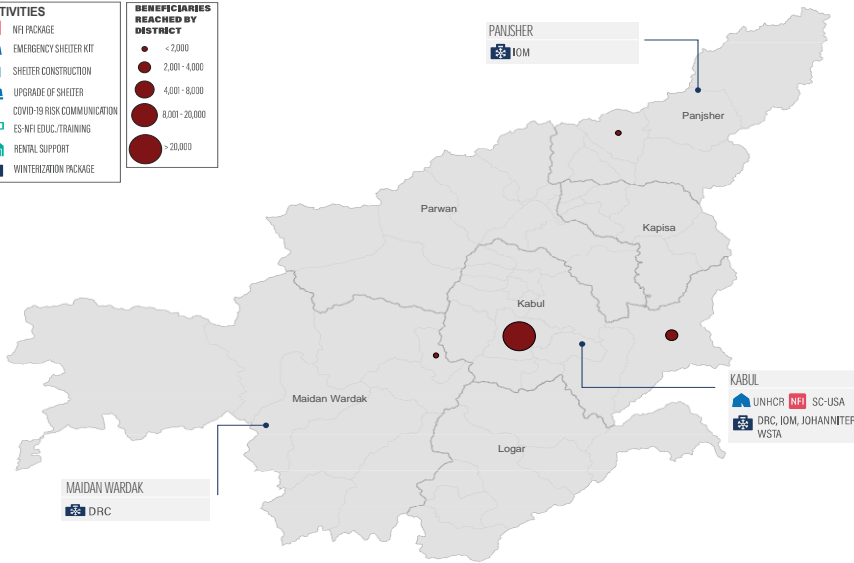 TIVITIES
NFI PACKAGE
EMERGENCY SHELTER KIT
SHELTER CONSTRUCTION
UPGRADE OF SHELTER
COVID-19 RISK COMMUNICATION
ES-NFI EDUC./TRAINING
RENTAL SUPPORT
WINTERIZATION PACKAGE
BENEFICIARIES
REACHED BY
DISTRICT
< 2,000
2,001 - 4,000
4,001 - 8,000
8,001 - 20,000
> 20,000
PANJSHER
IOM
Panjsher
Parwan
Kapisa
Kabul
Maidan Wardak
Logar
KABUL
UNHCR NFI SC-USA
DRC, IOM, JOHANNITER
WSTA
MAIDAN WARDAK
DRC